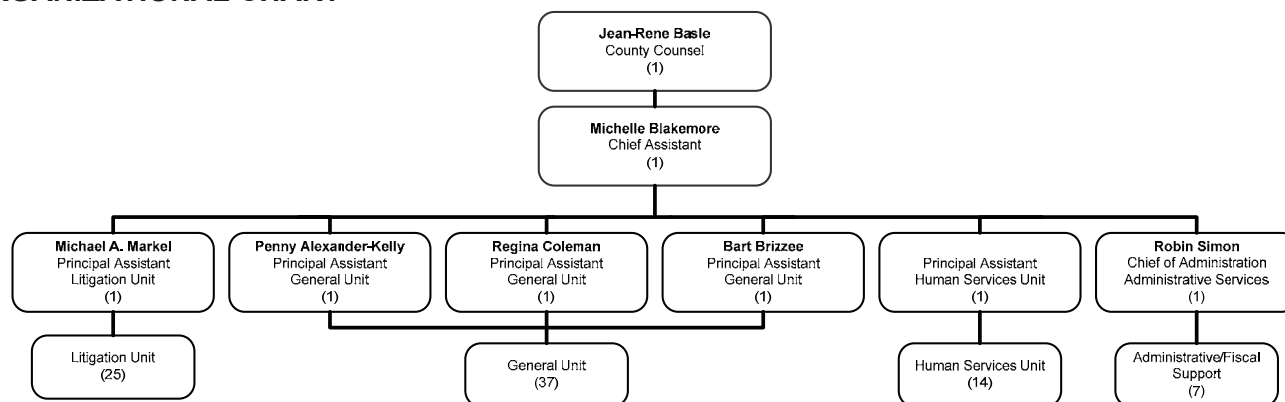 Jean-Rene Basle
County Counsel
(1)
Michelle Blakemore
Chief Assistant
(1)
Michael A. Markel
Principal Assistant
Litigation Unit
(1)
Penny Alexander-Kelly
Principal Assistant
General Unit
(1)
Regina Coleman
Principal Assistant
General Unit
(1)
Bart Brizzee
Principal Assistant
General Unit
(1)
Principal Assistant
Human Services Unit
(1)
Robin Simon
Chief of Administration
Administrative Services
(1)
Litigation Unit
(25)
General Unit
(37)
Human Services Unit
(14)
Administrative/Fiscal
Support
(7)